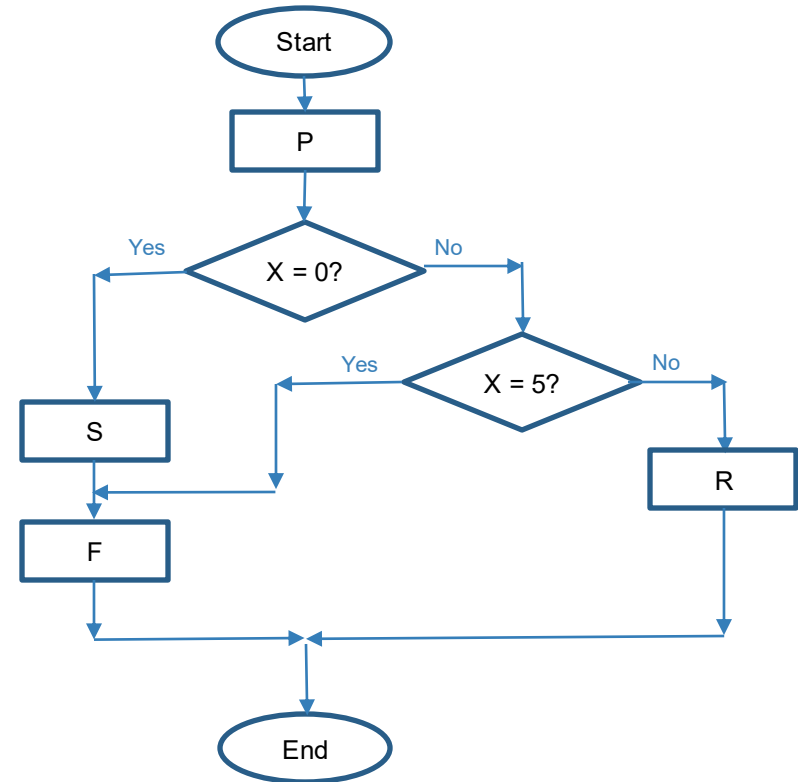 Start
P
Yes
No
X = 0?
Yes
No
X = 5?
S
R
F
End